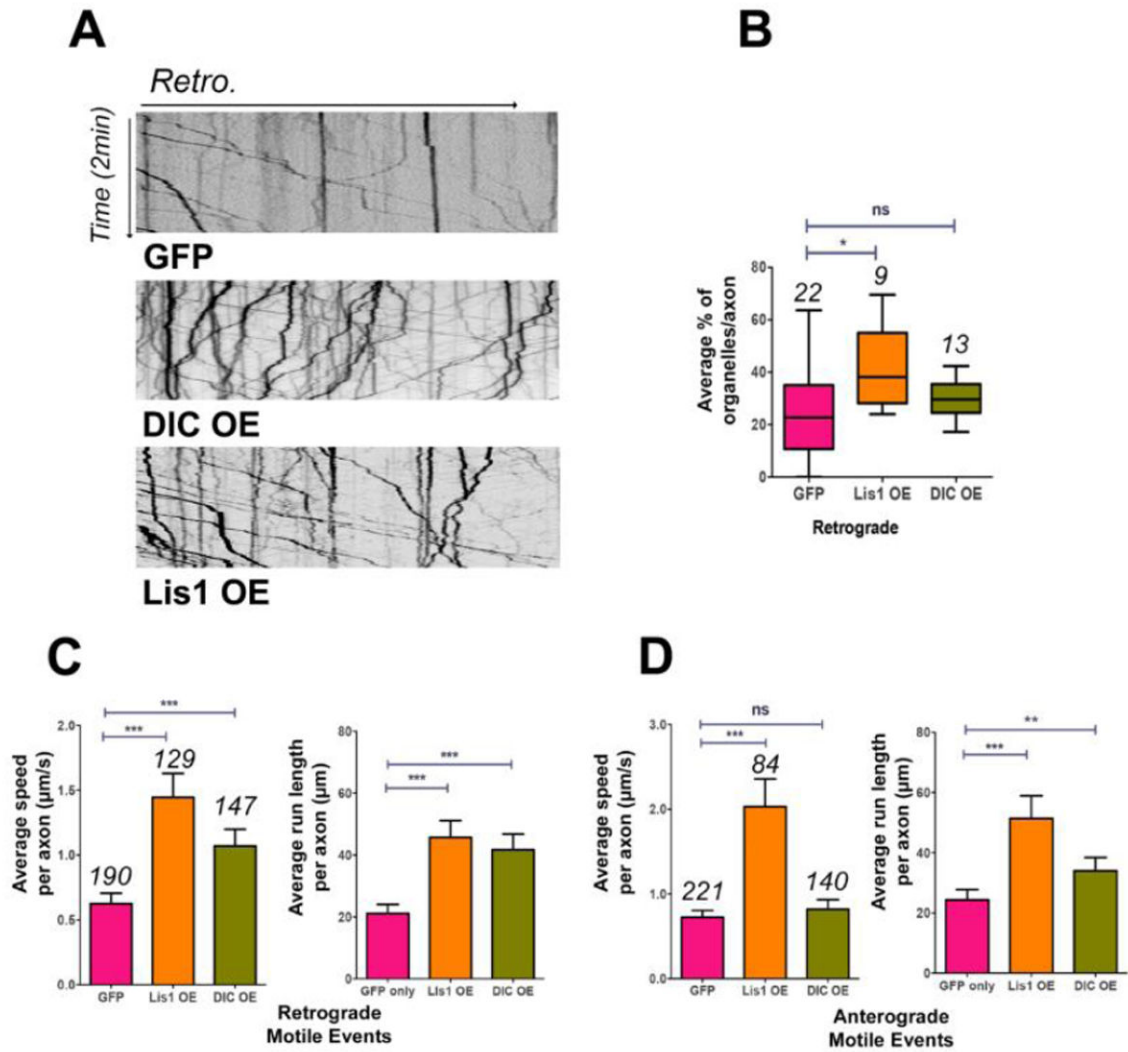 A
Retro.
Time (2min)
GFP
DIC OE
Lis1 OE
B
ns
*
Average % of
organelles/axon
80
60
40
20
0
22
9
13
GFP
Lis1 OE
DIC OE
Retrograde
C
***
***
Average speed
per axon (µm/s)
2.0
1.5
1.0
0.5
0.0
190
129
147
GFP
Lis1 OE
DIC OE
***
***
Average run length
per axon (µm)
80
60
40
20
0
GFP only
LIs1 OE
DIC OE
Retrograde
Motile Events
D
ns
***
Average speed
per axon (µm/s)
3.0
2.0
1.0
0.0
221
84
140
GFP
Lis1 OE
DIC OE
**
***
Average run length
per axon (µm)
80
60
40
20
0
GFP only
Lis1 OE
DIC OE
Anterograde
Motile Events